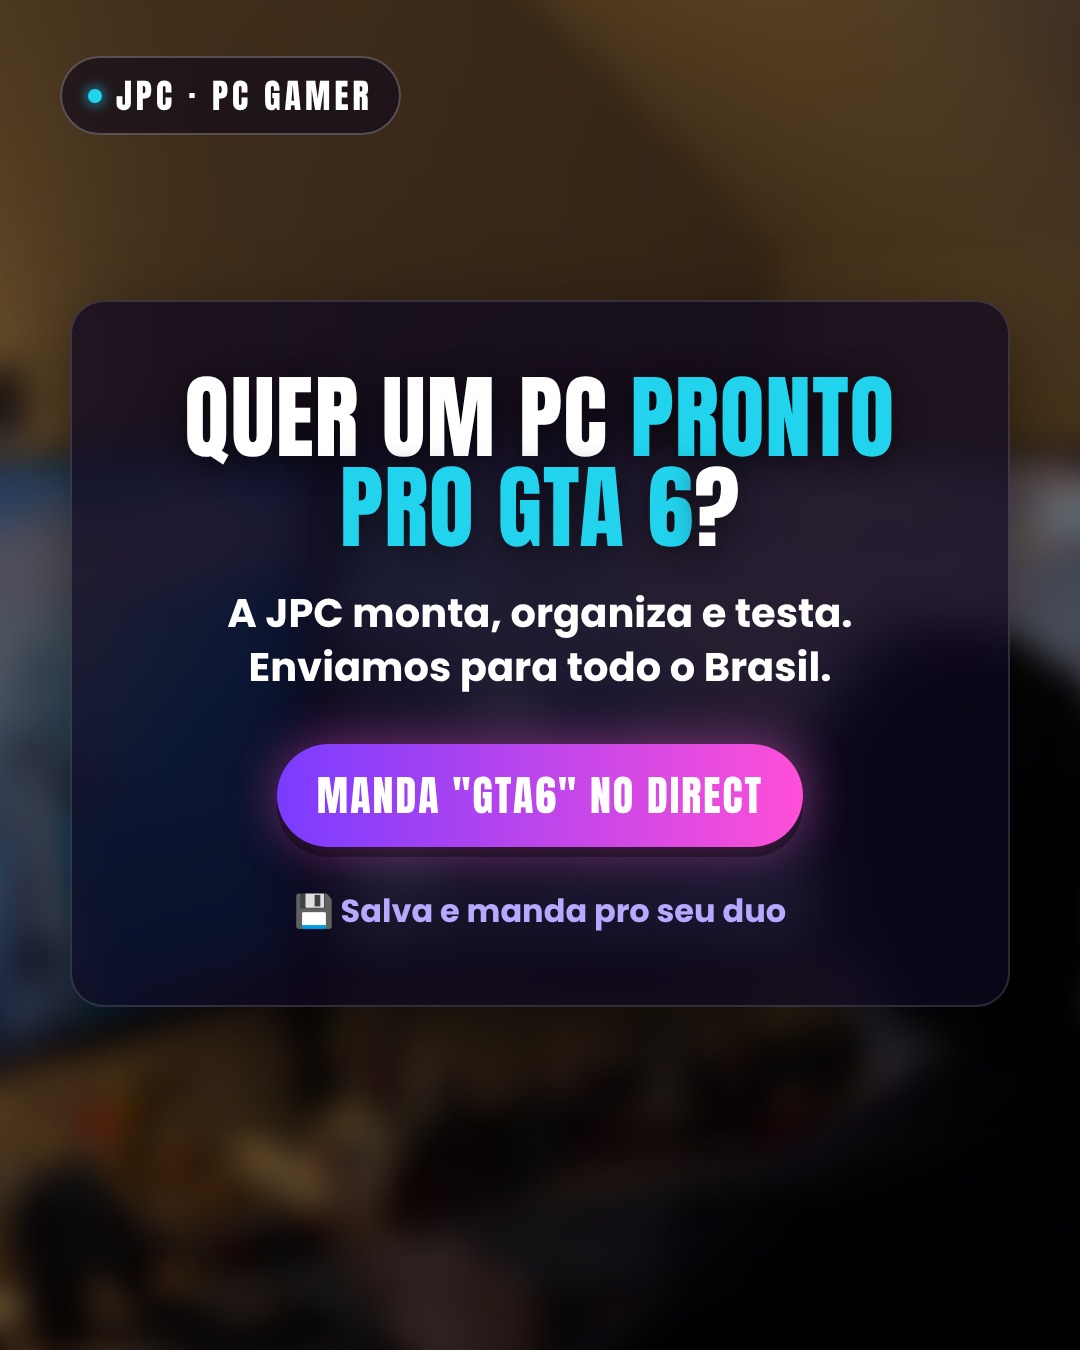 JPC · PC GAMER
QUER UM PC PRONTO
PRO GTA 6?
A JPC monta, organiza e testa.
Enviamos para todo o Brasil.
MANDA "GTA6" NO DIRECT
💾 Salva e manda pro seu duo